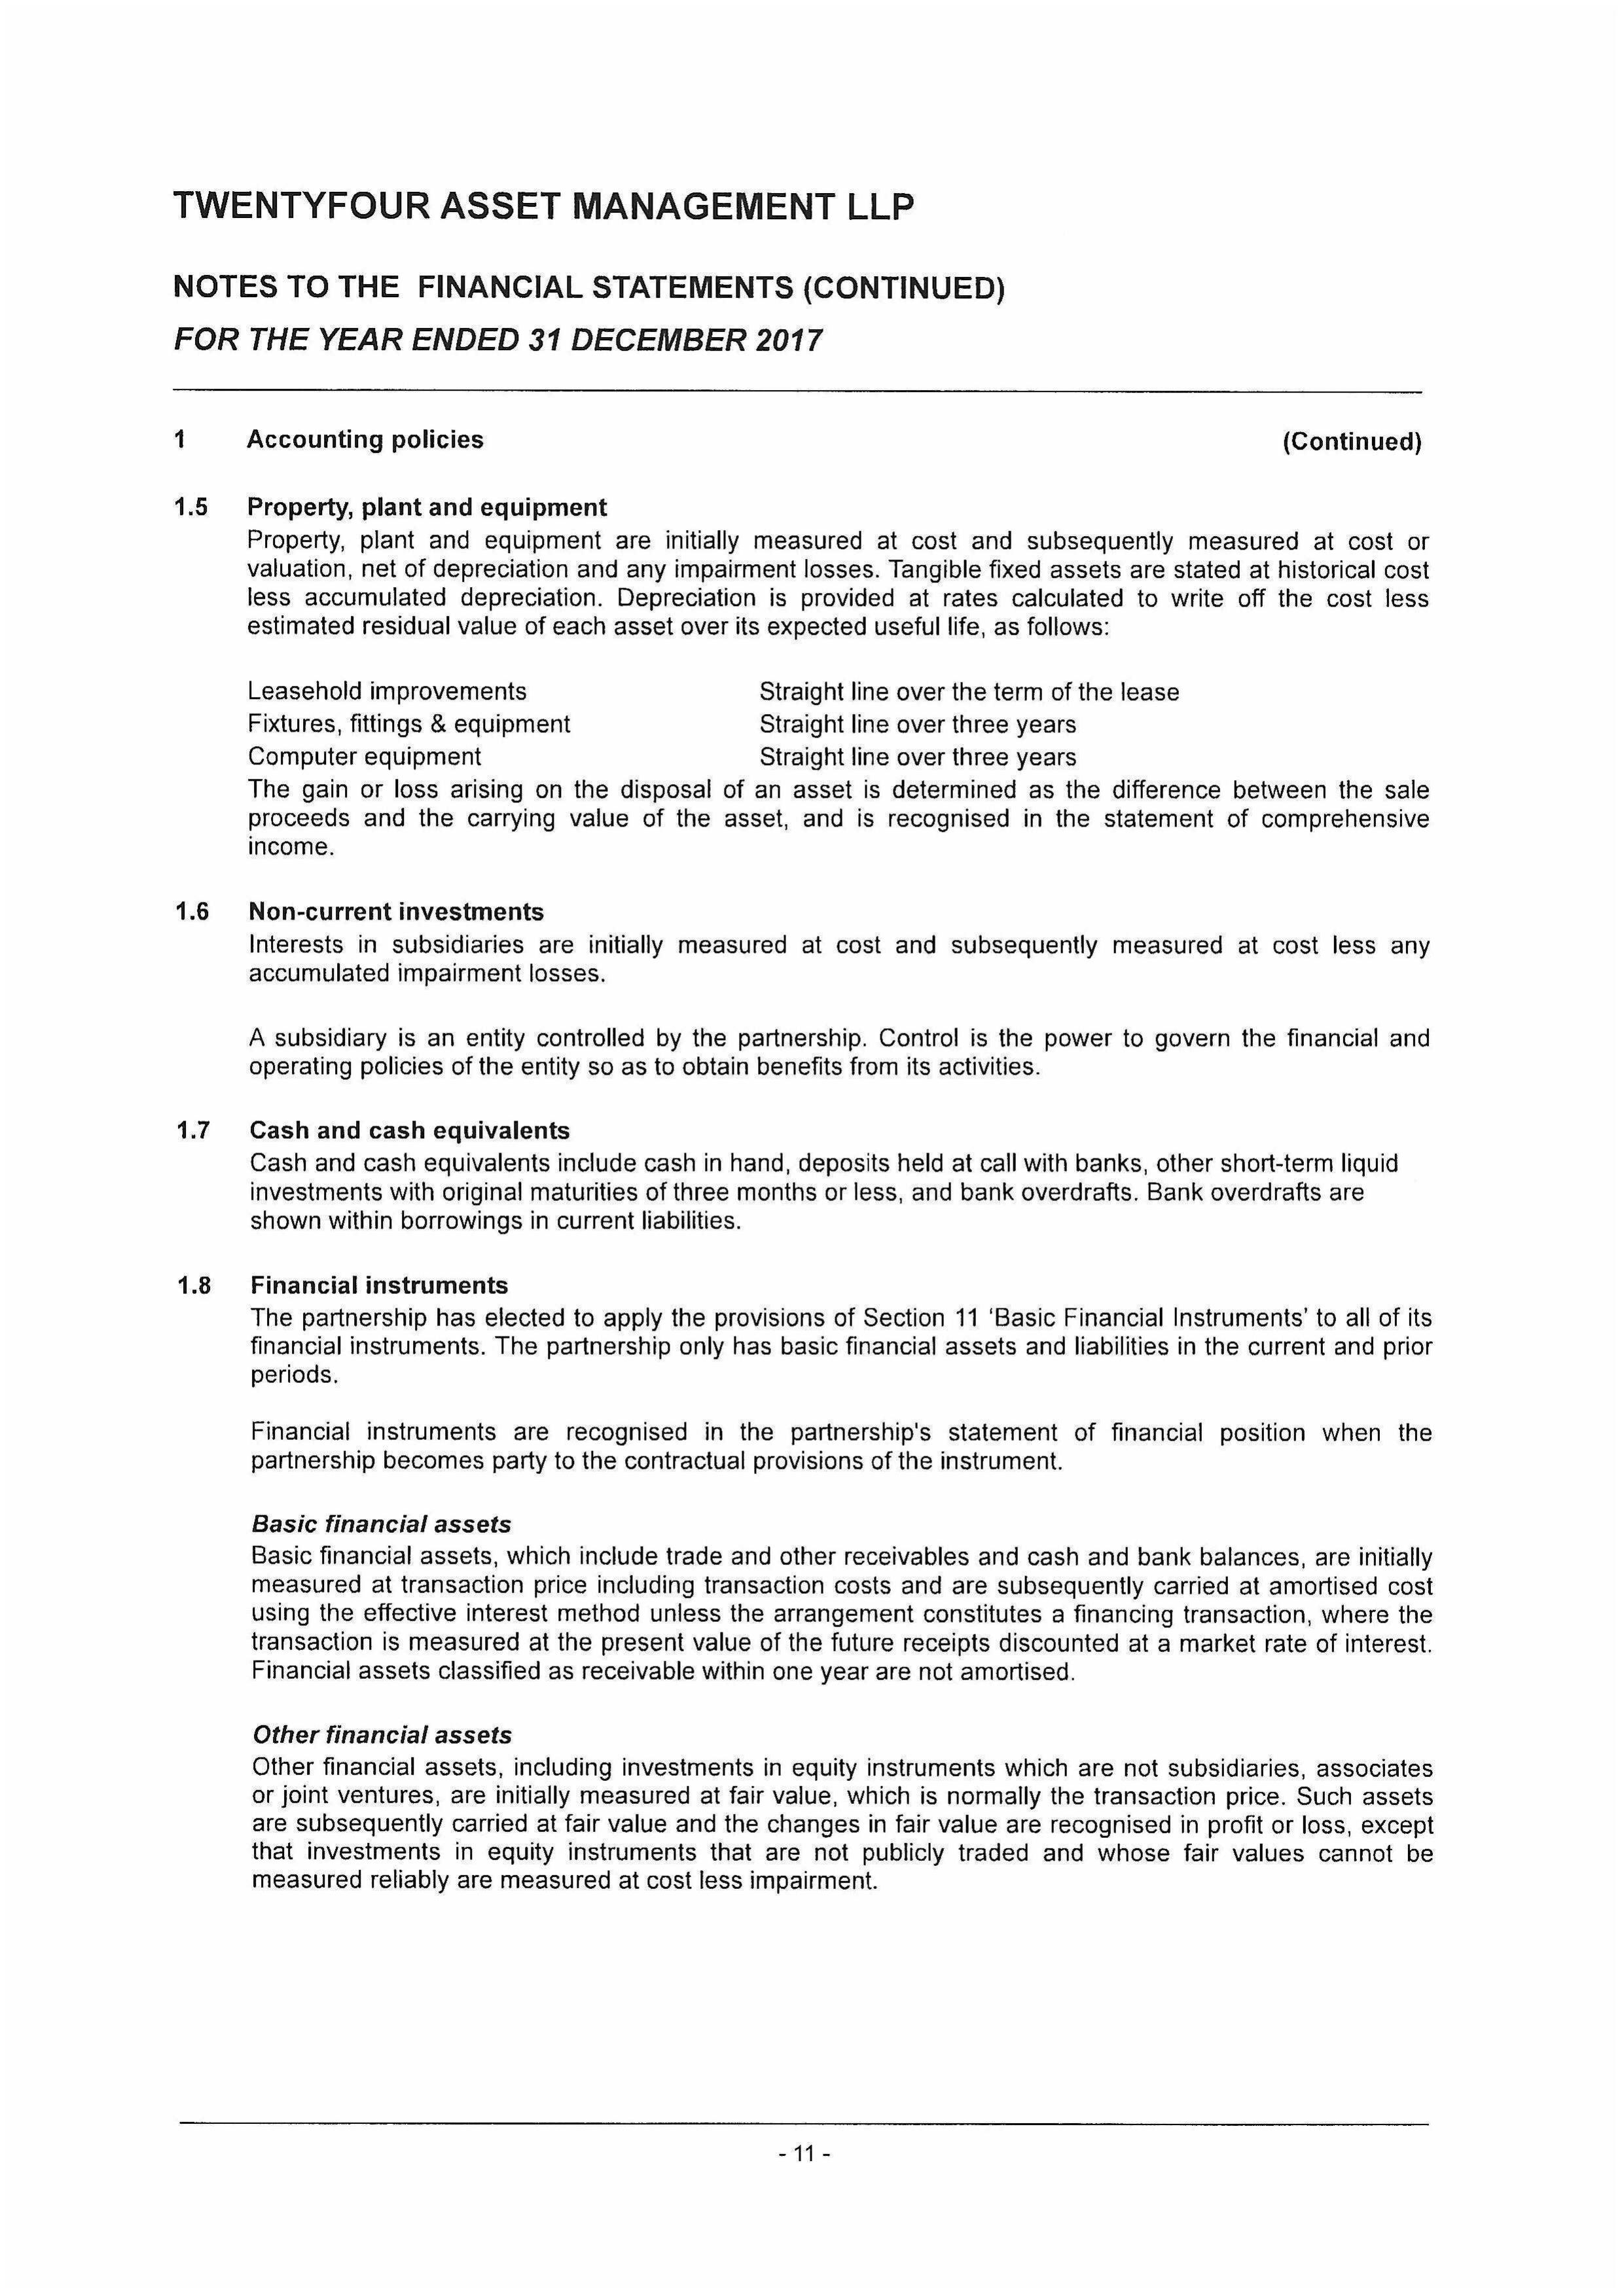 TWENTYFOUR ASSET MANAGEMENT LLP
NOTES TO THE FINANCIAL STATEMENTS (CONTINUED)
FOR THE YEAR ENDED 31 DECEMBER 2017
1 Accounting policies (Continued)
1.5 Property, plant and equipment
Property, plant and equipment are initially measured at cost and subsequently measured at cost or
valuation, net of depreciation and any impairment losses. Tangible fixed assets are stated at historical cost
less accumulated depreciation. Depreciation is provided at rates calculated to write off the cost less
estimated residual value of each asset over its expected useful life, as follows:
Leasehold improvements Straight line over the term of the lease
Fixtures, fittings & equipment Straight line over three years
Computer equipment Straight line over three years
The gain or loss arising on the disposal of an asset is determined as the difference between the sale
proceeds and the carrying value of the asset, and is recognised in the statement of comprehensive
income.
1.6 Non-current investments
Interests in subsidiaries are initially measured at cost and subsequently measured at cost less any
accumulated impairment losses.
A subsidiary is an entity controlled by the partnership. Control is the power to govern the financial and
operating policies of the entity so as to obtain benefits from its activities.
1.7 Cash and cash equivalents
Cash and cash equivalents include cash in hand, deposits held at call with banks, other short-term liquid
investments with original maturities of three months or less, and bank overdrafts. Bank overdrafts are
shown within borrowings in current liabilities.
1.8 Financial instruments
The partnership has elected to apply the provisions of Section 11 ‘Basic Financial Instruments’ to all of its
financial instruments. The partnership only has basic financial assets and liabilities in the current and prior
periods.
Financial instruments are recognised in the partnership's statement of financial position when the
partnership becomes party to the contractual provisions of the instrument.
Basic financial assets
Basic financial assets, which include trade and other receivables and cash and bank balances, are initially
measured at transaction price including transaction costs and are subsequently carried at amortised cost
using the effective interest method unless the arrangement constitutes a financing transaction, where the
transaction is measured at the present value of the future receipts discounted at a market rate of interest.
Financial assets classified as receivable within one year are not amortised.
Other financial assets
Other financial assets, including investments in equity instruments which are not subsidiaries, associates
or joint ventures, are initially measured at fair value, which is normally the transaction price. Such assets
are subsequently carried at fair value and the changes in fair value are recognised in profit or loss, except
that investments in equity instruments that are not publicly traded and whose fair values cannot be
measured reliably are measured at cost less impairment.
- 11 -